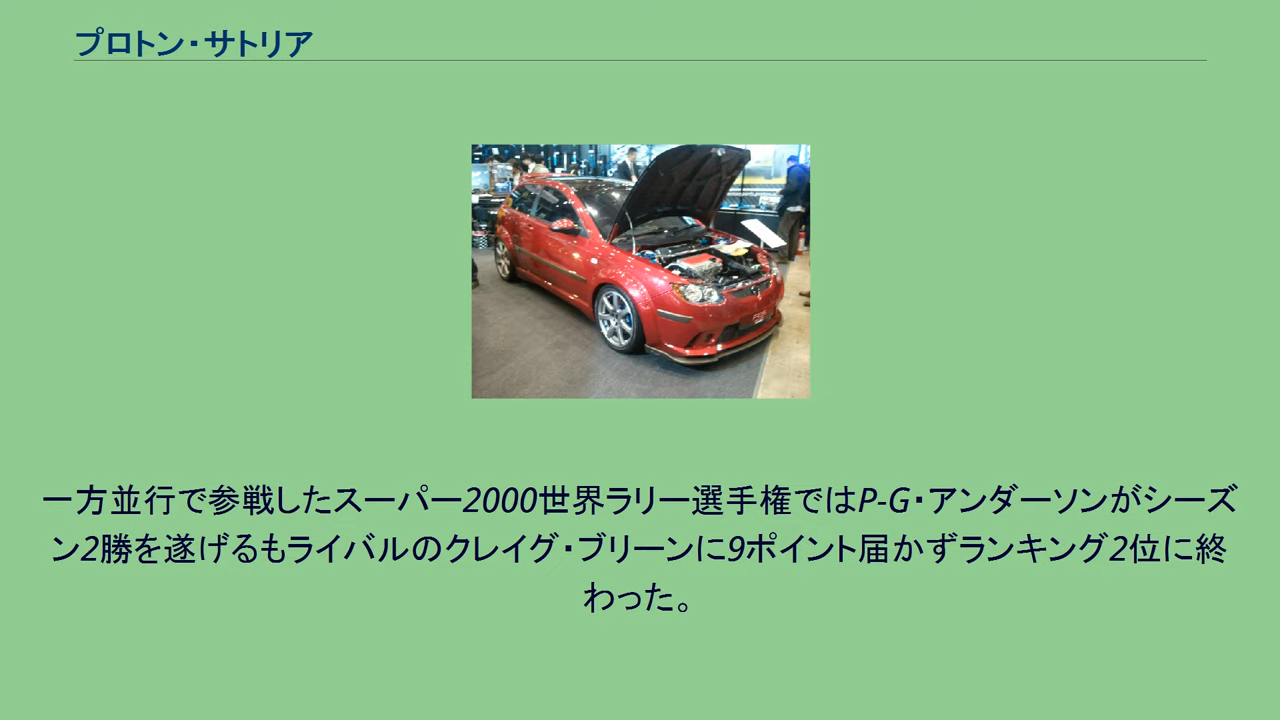 プロトン・サトリア
一方並行で参戦したスーパー2000世界ラリー選手権ではP-G・アンダーソンがシーズ
ン2勝を遂げるもライバルのクレイグ・ブリーンに9ポイント届かずランキング2位に終
わった。